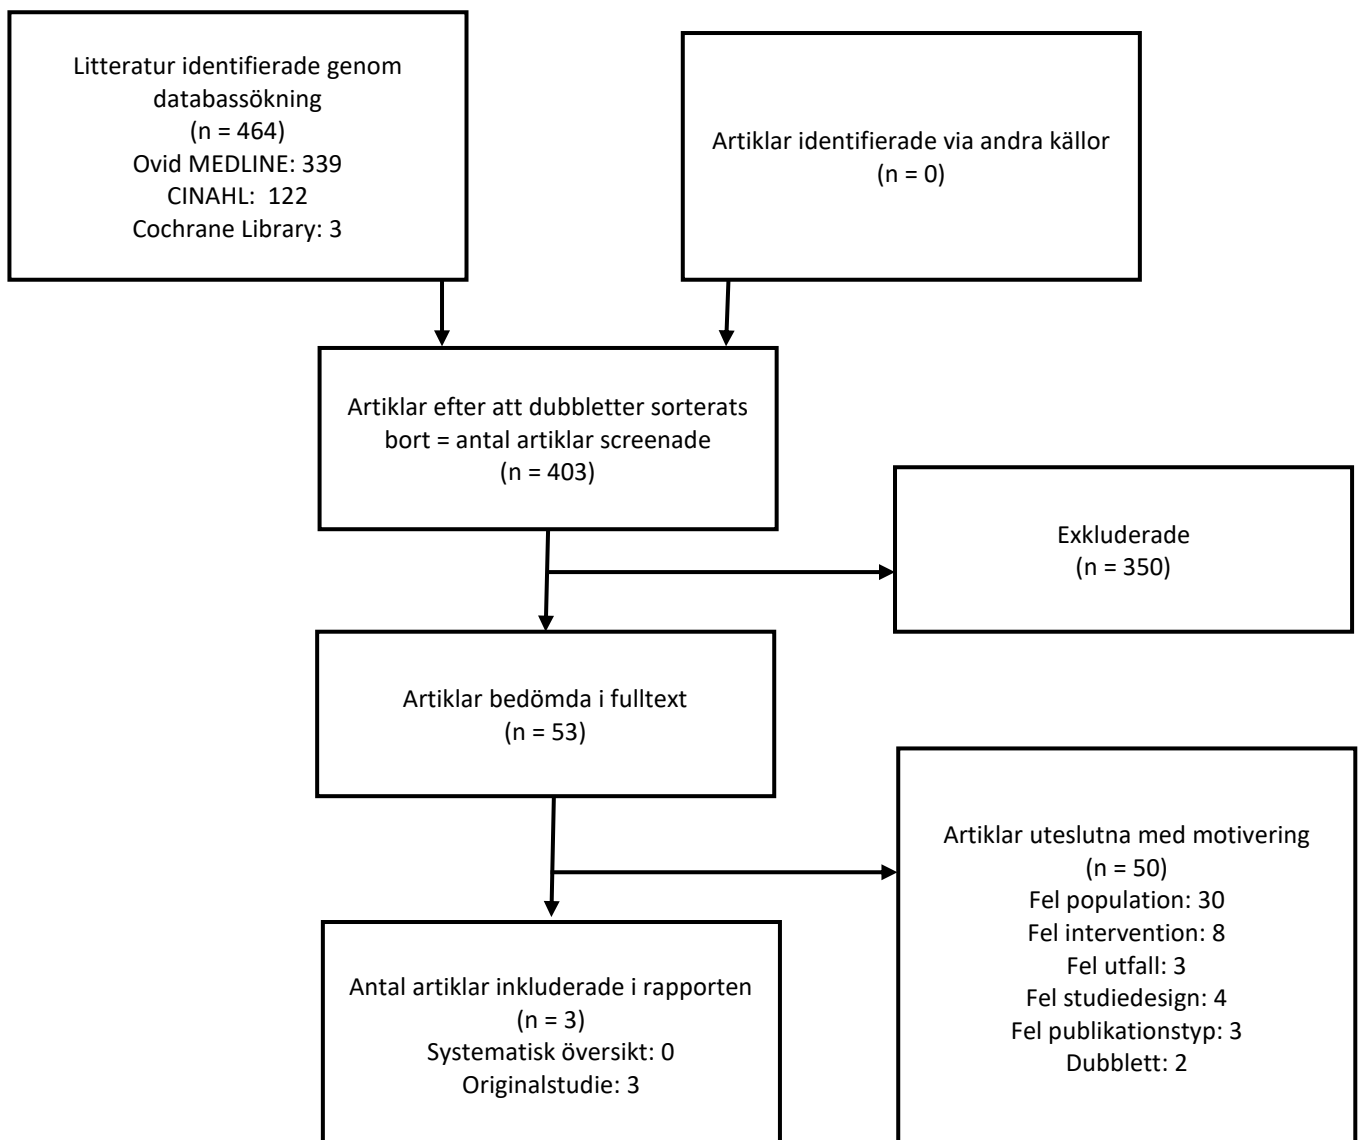 Litteratur identifierade genom
databassökning
(n = 464)
Ovid MEDLINE: 339
CINAHL:  122
Cochrane Library: 3
Artiklar identifierade via andra källor
(n = 0)
Artiklar efter att dubbletter sorterats
bort = antal artiklar screenade
(n = 403)
Exkluderade
(n = 350)
Artiklar bedömda i fulltext
(n = 53)
Artiklar uteslutna med motivering
(n = 50)
Fel population: 30
Fel intervention: 8
Fel utfall: 3
Fel studiedesign: 4
Fel publikationstyp: 3
Dubblett: 2
Antal artiklar inkluderade i rapporten
(n = 3)
Systematisk översikt: 0
Originalstudie: 3